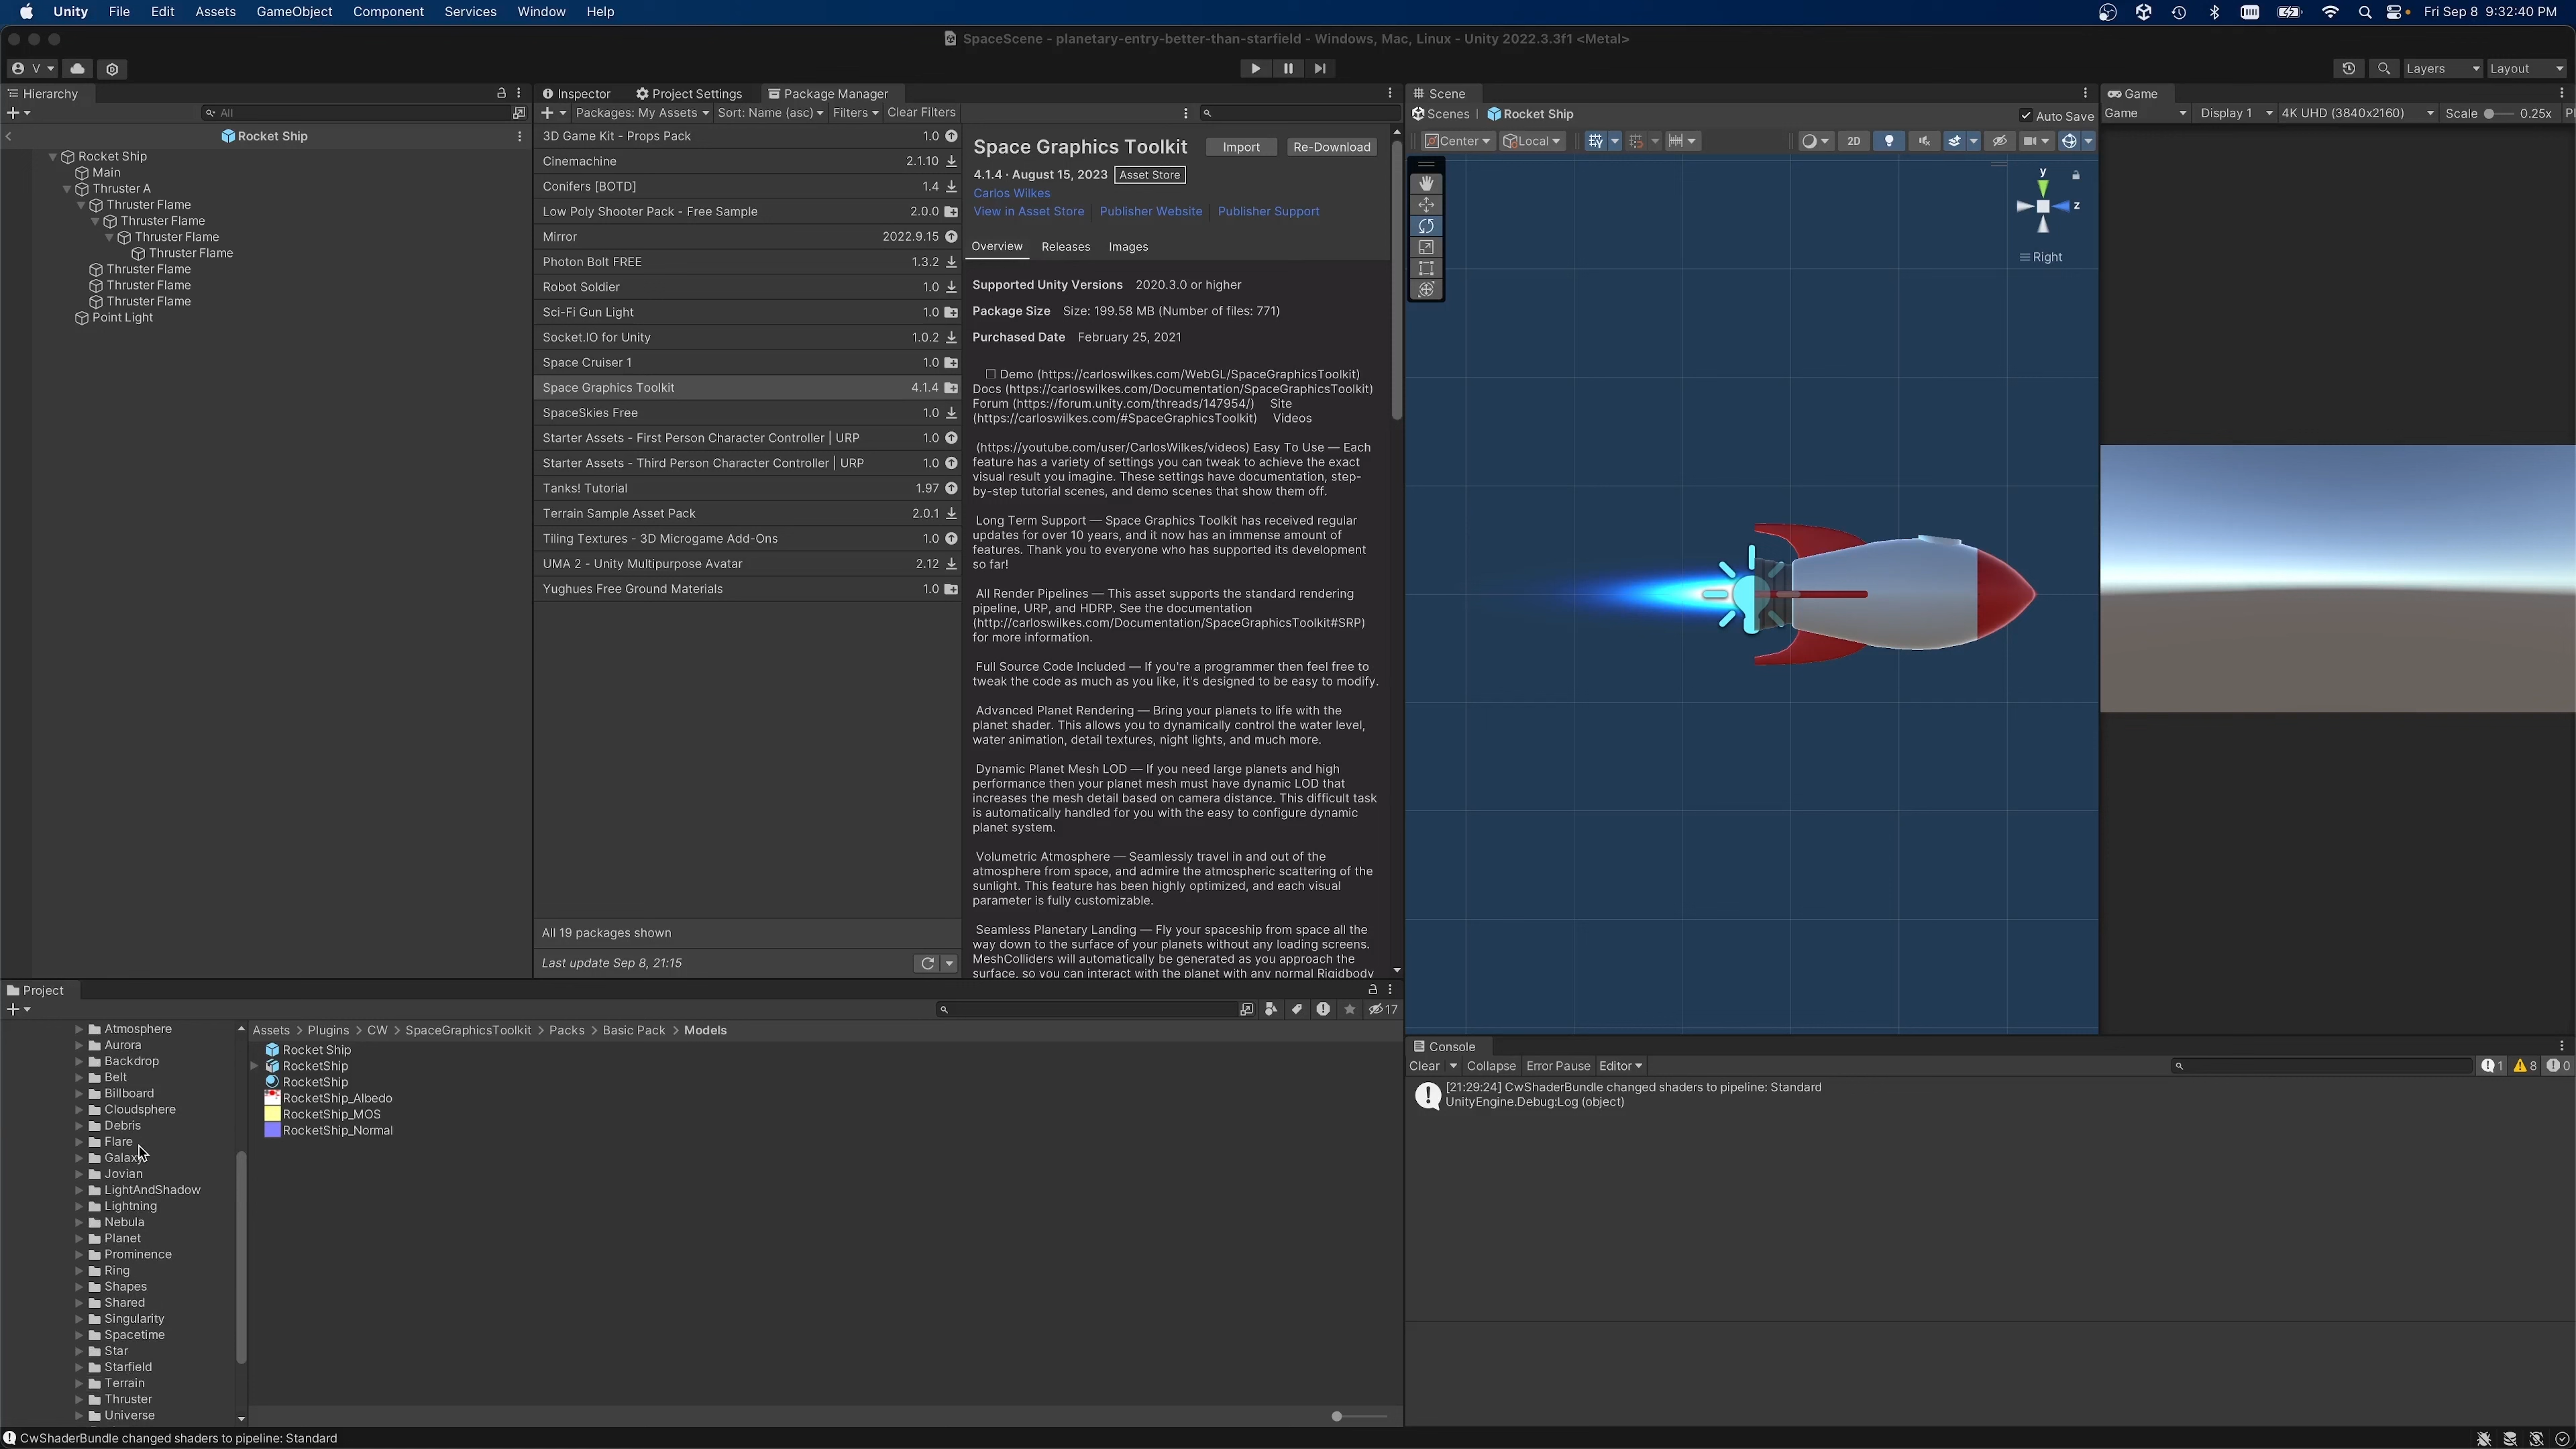 Unity File Edit Assets GameObject Component Services Window Help
Fri Sep 8 9:32:40 PM
SpaceScene - planetary-entry-better-than-starfield - Windows, Mac, Linux - Unity 2022.3.3f1 <Metal>
V
Layers
Layout
Hierarchy
All
Rocket Ship
Rocket Ship
Main
Thruster A
Thruster Flame
Thruster Flame
Thruster Flame
Thruster Flame
Thruster Flame
Thruster Flame
Thruster Flame
Point Light
Inspector Project Settings Package Manager
Packages: My Assets Sort: Name (asc) Filters Clear Filters
3D Game Kit - Props Pack 1.0
Cinemachine 2.1.10
Conifers [BOTD] 1.4
Low Poly Shooter Pack - Free Sample 2.0.0
Mirror 2022.9.15
Photon Bolt FREE 1.3.2
Robot Soldier 1.0
Sci-Fi Gun Light 1.0
Socket.IO for Unity 1.0.2
Space Cruiser 1 1.0
Space Graphics Toolkit 4.1.4
SpaceSkies Free 1.0
Starter Assets - First Person Character Controller | URP 1.0
Starter Assets - Third Person Character Controller | URP 1.0
Tanks! Tutorial 1.97
Terrain Sample Asset Pack 2.0.1
Tiling Textures - 3D Microgame Add-Ons 1.0
UMA 2 - Unity Multipurpose Avatar 2.12
Yughues Free Ground Materials 1.0
All 19 packages shown
Last update Sep 8, 21:15
Space Graphics Toolkit Import Re-Download
4.1.4 · August 15, 2023 Asset Store
Carlos Wilkes
View in Asset Store Publisher Website Publisher Support
Overview Releases Images
Supported Unity Versions 2020.3.0 or higher
Package Size Size: 199.58 MB (Number of files: 771)
Purchased Date February 25, 2021
Demo (https://carloswilkes.com/WebGL/SpaceGraphicsToolkit)
Docs (https://carloswilkes.com/Documentation/SpaceGraphicsToolkit)
Forum (https://forum.unity.com/threads/147954/) Site
(https://carloswilkes.com/#SpaceGraphicsToolkit) Videos
(https://youtube.com/user/CarlosWilkes/videos) Easy To Use — Each
feature has a variety of settings you can tweak to achieve the exact
visual result you imagine. These settings have documentation, step-
by-step tutorial scenes, and demo scenes that show them off.
Long Term Support — Space Graphics Toolkit has received regular
updates for over 10 years, and it now has an immense amount of
features. Thank you to everyone who has supported its development
so far!
All Render Pipelines — This asset supports the standard rendering
pipeline, URP, and HDRP. See the documentation
(http://carloswilkes.com/Documentation/SpaceGraphicsToolkit#SRP)
for more information.
Full Source Code Included — If you're a programmer then feel free to
tweak the code as much as you like, it's designed to be easy to modify.
Advanced Planet Rendering — Bring your planets to life with the
planet shader. This allows you to dynamically control the water level,
water animation, detail textures, night lights, and much more.
Dynamic Planet Mesh LOD — If you need large planets and high
performance then your planet mesh must have dynamic LOD that
increases the mesh detail based on camera distance. This difficult task
is automatically handled for you with the easy to configure dynamic
planet system.
Volumetric Atmosphere — Seamlessly travel in and out of the
atmosphere from space, and admire the atmospheric scattering of the
sunlight. This feature has been highly optimized, and each visual
parameter is fully customizable.
Seamless Planetary Landing — Fly your spaceship from space all the
way down to the surface of your planets without any loading screens.
MeshColliders will automatically be generated as you approach the
surface, so you can interact with the planet with any normal Rigidbody
Scene
Scenes Rocket Ship Auto Save
Center Local 2D
y
z
Right
Game
Game Display 1 4K UHD (3840x2160) Scale 0.25x Pl
Project
17
Atmosphere
Aurora
Backdrop
Belt
Billboard
Cloudsphere
Debris
Flare
Galaxy
Jovian
LightAndShadow
Lightning
Nebula
Planet
Prominence
Ring
Shapes
Shared
Singularity
Spacetime
Star
Starfield
Terrain
Thruster
Universe
Assets > Plugins > CW > SpaceGraphicsToolkit > Packs > Basic Pack > Models
Rocket Ship
RocketShip
RocketShip
RocketShip_Albedo
RocketShip_MOS
RocketShip_Normal
Console
Clear Collapse Error Pause Editor 1 8 0
[21:29:24] CwShaderBundle changed shaders to pipeline: Standard
UnityEngine.Debug:Log (object)
CwShaderBundle changed shaders to pipeline: Standard